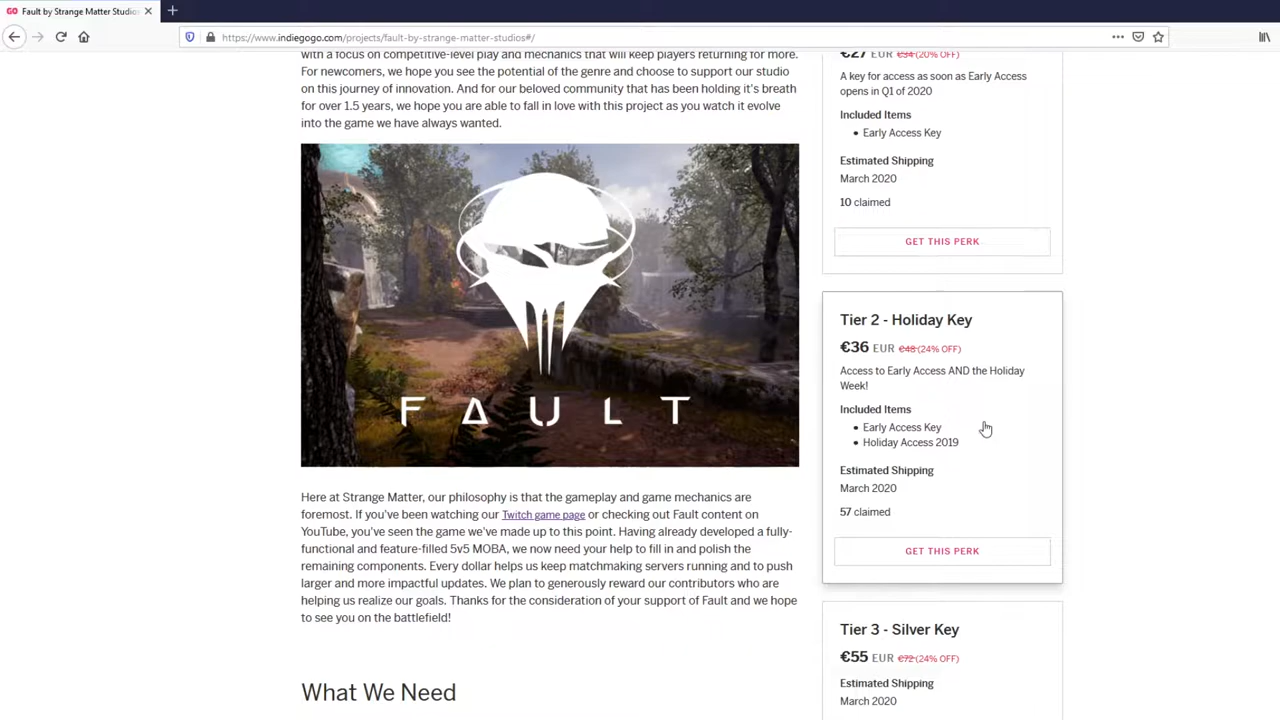 Fault by Strange Matter Studios
https://www.indiegogo.com/projects/fault-by-strange-matter-studios#/
with a focus on competitive-level play and mechanics that will keep players returning for more.
For newcomers, we hope you see the potential of the genre and choose to support our studio
on this journey of innovation. And for our beloved community that has been holding it's breath
for over 1.5 years, we hope you are able to fall in love with this project as you watch it evolve
into the game we have always wanted.
FAULT
Here at Strange Matter, our philosophy is that the gameplay and game mechanics are
foremost. If you've been watching our Twitch game page or checking out Fault content on
YouTube, you've seen the game we've made up to this point. Having already developed a fully-
functional and feature-filled 5v5 MOBA, we now need your help to fill in and polish the
remaining components. Every dollar helps us keep matchmaking servers running and to push
larger and more impactful updates. We plan to generously reward our contributors who are
helping us realize our goals. Thanks for the consideration of your support of Fault and we hope
to see you on the battlefield!
What We Need
€27 EUR €34 (20% OFF)
A key for access as soon as Early Access
opens in Q1 of 2020
Included Items
• Early Access Key
Estimated Shipping
March 2020
10 claimed
GET THIS PERK
Tier 2 - Holiday Key
€36 EUR €48 (24% OFF)
Access to Early Access AND the Holiday
Week!
Included Items
• Early Access Key
• Holiday Access 2019
Estimated Shipping
March 2020
57 claimed
GET THIS PERK
Tier 3 - Silver Key
€55 EUR €72 (24% OFF)
Estimated Shipping
March 2020